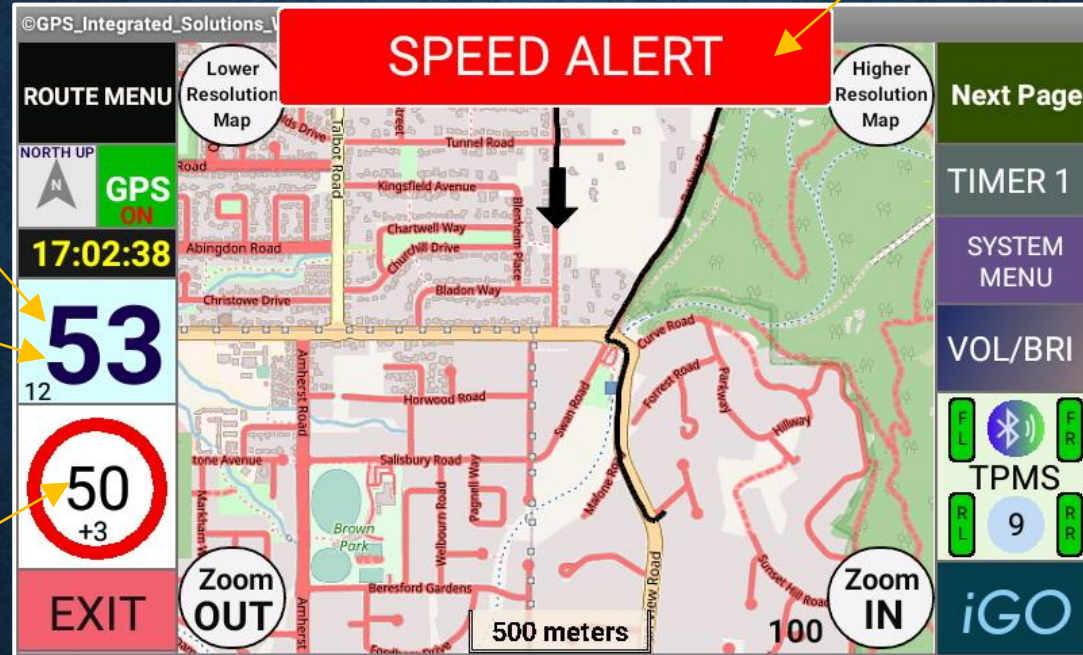 ©GPS_Integrated_Solutions_
SPEED ALERT
ROUTE MENU
Lower
Resolution
Map
Higher
Resolution
Map
Next Page
NORTH UP
N
GPS
ON
17:02:38
53
12
50
+3
EXIT
TIMER 1
SYSTEM
MENU
VOL/BRI
FL
FR
TPMS
RL
9
RR
iGO
Zoom
OUT
Zoom
IN
500 meters
100
Talbot Road
Tunnel Road
Road
Kingsfield Avenue
Chartwell Way
Churchill Drive
Blenheim Place
Abingdon Road
Bladon Way
Christowe Drive
Curve Road
Amherst Road
Horwood Road
Swan Road
Forrest Road
Parkway
Hillway
Salisbury Road
Pagnell Way
Welbourn Road
Malone Road
Brown
Park
Beresford Gardens
Sunset Hill Road
Amherst